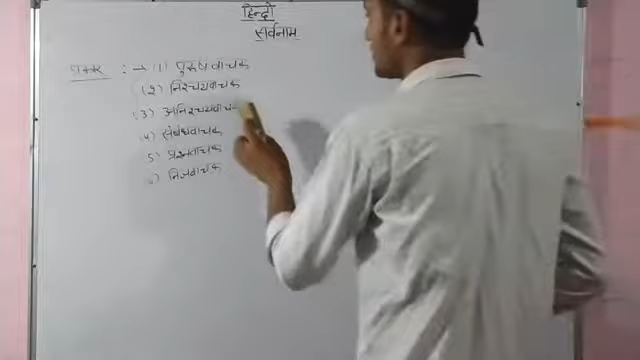 हिन्दी
सर्वनाम
प्रकार :→ (1) पुरुषवाचक
(2) निश्चयवाचक
(3) अनिश्चयवाचक
(4) संबंधवाचक
5) प्रश्नवाचक
6) निजवाचक